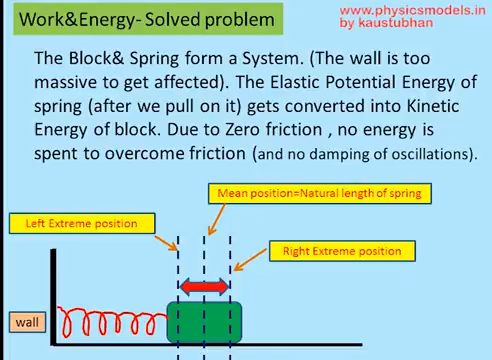 Work&Energy- Solved problem
www.physicsmodels.in
by kaustubhan
The Block& Spring form a System. (The wall is too
massive to get affected). The Elastic Potential Energy of
spring (after we pull on it) gets converted into Kinetic
Energy of block. Due to Zero friction , no energy is
spent to overcome friction (and no damping of oscillations).
Mean position=Natural length of spring
Left Extreme position
Right Extreme position
wall